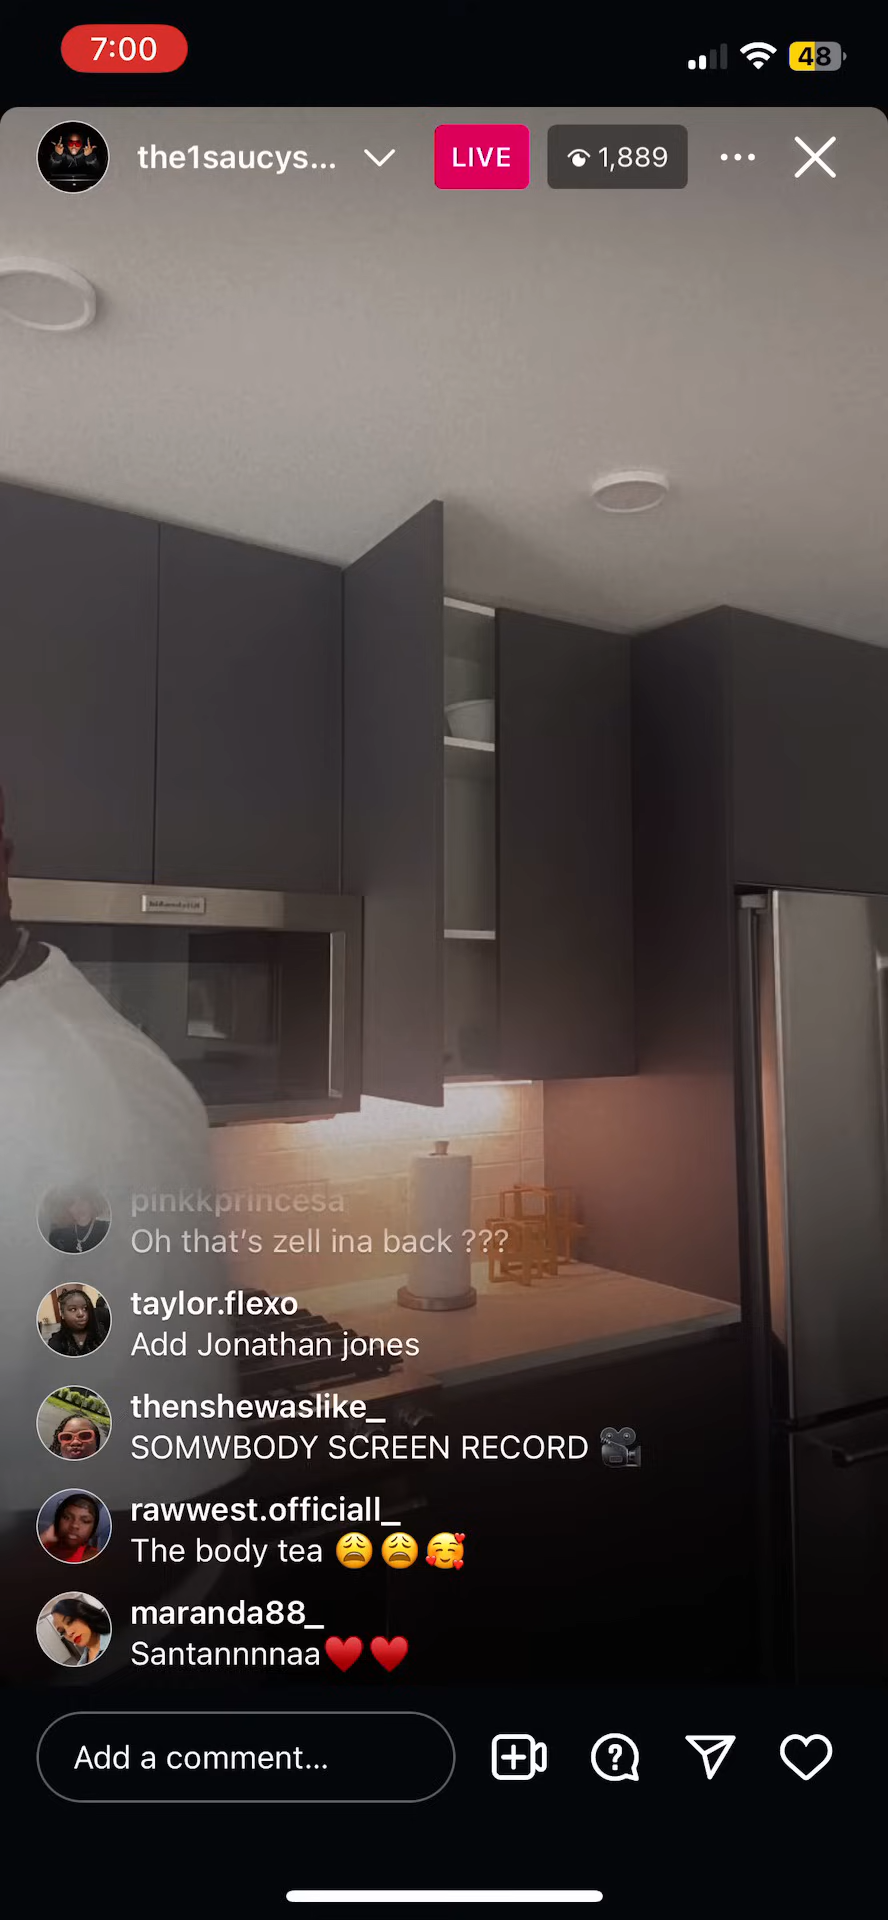 7:00
48
the1saucys...
LIVE
1,889
pinkkprincesa
Oh that's zell ina back ???
taylor.flexo
Add Jonathan jones
thenshewaslike_
SOMWBODY SCREEN RECORD 🎥
rawwest.officiall_
The body tea 😩😩🥰
maranda88_
Santannnnaa♥️♥️
Add a comment...